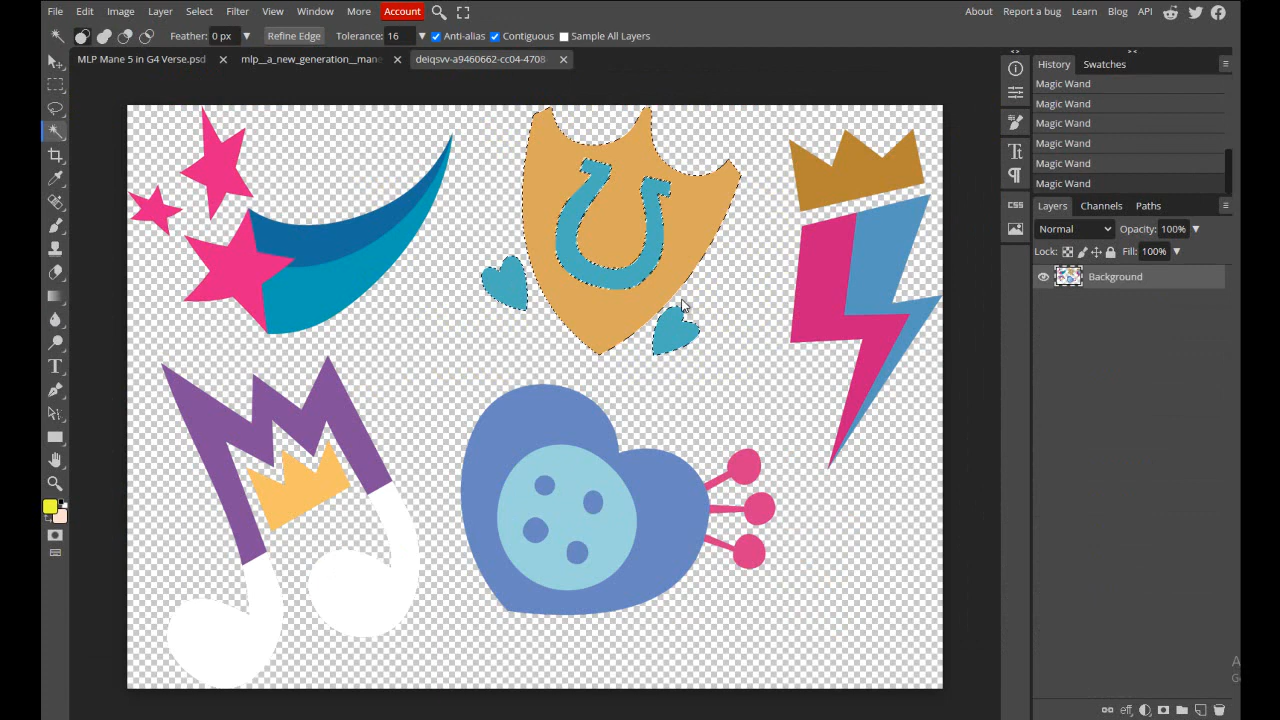 File Edit Image Layer Select Filter View Window More Account About Report a bug Learn Blog API
Feather: 0 px Refine Edge Tolerance: 16 Anti-alias Contiguous Sample All Layers
MLP Mane 5 in G4 Verse.psd mlp__a_new_generation__mane deiqsvv-a9460662-cc04-4708
History Swatches
Magic Wand
Magic Wand
Magic Wand
Magic Wand
Magic Wand
Magic Wand
CSS
Layers Channels Paths
Normal Opacity: 100%
Lock: Fill: 100%
Background
eff